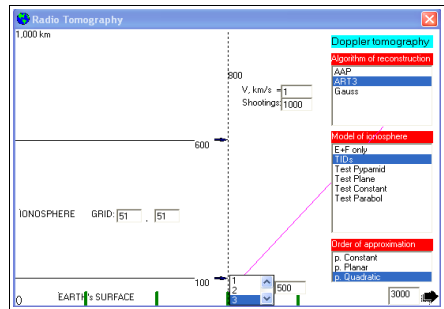 Radio Tomography
1,000 km
Doppler tomography
Algorithm of reconstruction
AAP
ART3
Gauss
800
V, km/s = 1
Shootings: 1000
600
Model of ionosphere
E+F only
TIDs
Test Pypamid
Test Plane
Test Constant
Test Parabol
IONOSPHERE GRID: 51 , 51
Order of approximation
p. Constant
p. Planar
p. Quadratic
100
1
2
3
500
3000
0
EARTH's SURFACE